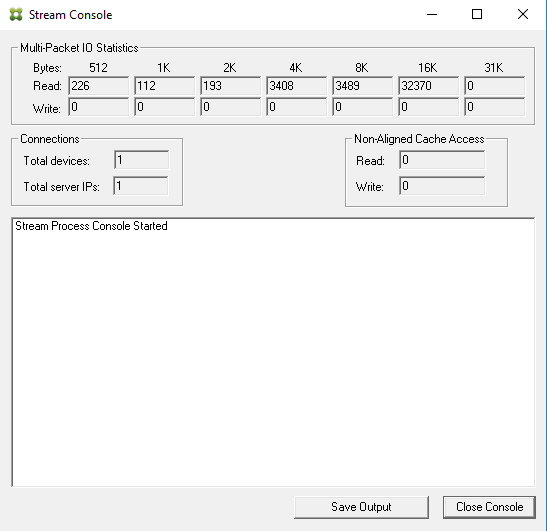 Stream Console
Multi-Packet IO Statistics
Bytes: 512 1K 2K 4K 8K 16K 31K
Read: 226 112 193 3408 3489 32370 0
Write: 0 0 0 0 0 0 0
Connections
Total devices: 1
Total server IPs: 1
Non-Aligned Cache Access
Read: 0
Write: 0
Stream Process Console Started
Save Output
Close Console